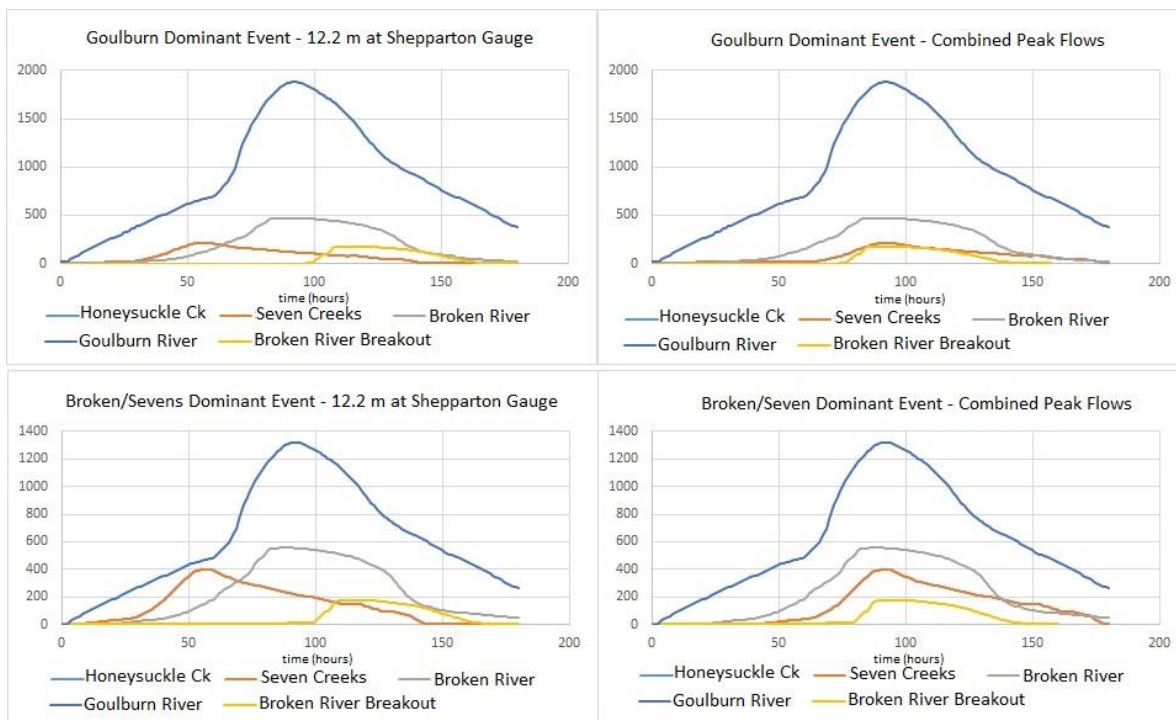 Goulburn Dominant Event - 12.2 m at Shepparton Gauge
2000
1500
1000
500
0
0 50 100 150 200
time (hours)
Honeysuckle Ck Seven Creeks Broken River
Goulburn River Broken River Breakout
Goulburn Dominant Event - Combined Peak Flows
2000
1500
1000
500
0
0 50 100 150 200
time (hours)
Honeysuckle Ck Seven Creeks Broken River
Goulburn River Broken River Breakout
Broken/Sevens Dominant Event - 12.2 m at Shepparton Gauge
1400
1200
1000
800
600
400
200
0
0 50 100 150 200
time (hours)
Honeysuckle Ck Seven Creeks Broken River
Goulburn River Broken River Breakout
Broken/Seven Dominant Event - Combined Peak Flows
1400
1200
1000
800
600
400
200
0
0 50 100 150 200
time (hours)
Honeysuckle Ck Seven Creeks Broken River
Goulburn River Broken River Breakout